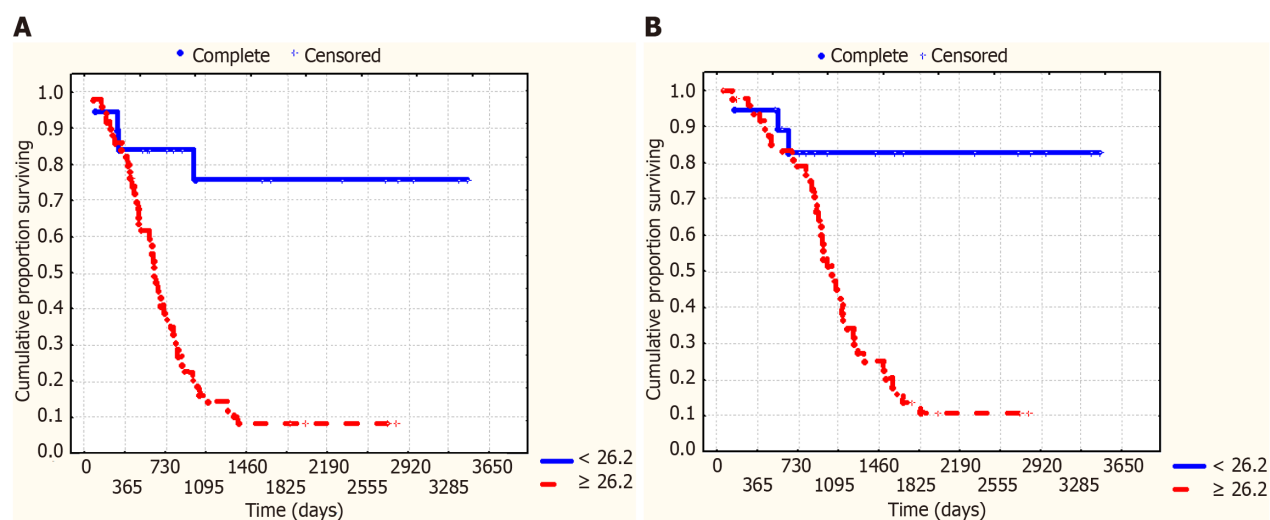 A
Complete Censored
Cumulative proportion surviving
1.0
0.9
0.8
0.7
0.6
0.5
0.4
0.3
0.2
0.1
0.0
0 730 1460 2190 2920 3650
365 1095 1825 2555 3285
Time (days)
< 26.2
≥ 26.2
B
Complete Censored
Cumulative proportion surviving
1.0
0.9
0.8
0.7
0.6
0.5
0.4
0.3
0.2
0.1
0.0
0 730 1460 2190 2920 3650
365 1095 1825 2555 3285
Time (days)
< 26.2
≥ 26.2